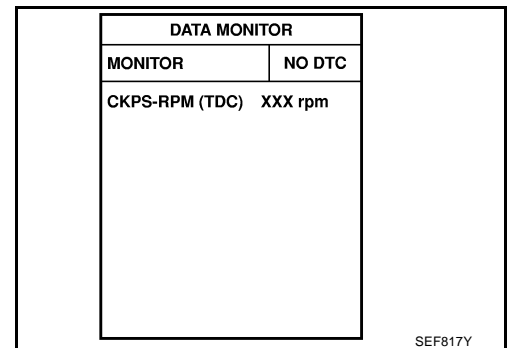 DATA MONITOR
MONITOR NO DTC
CKPS-RPM (TDC) XXX rpm
SEF817Y